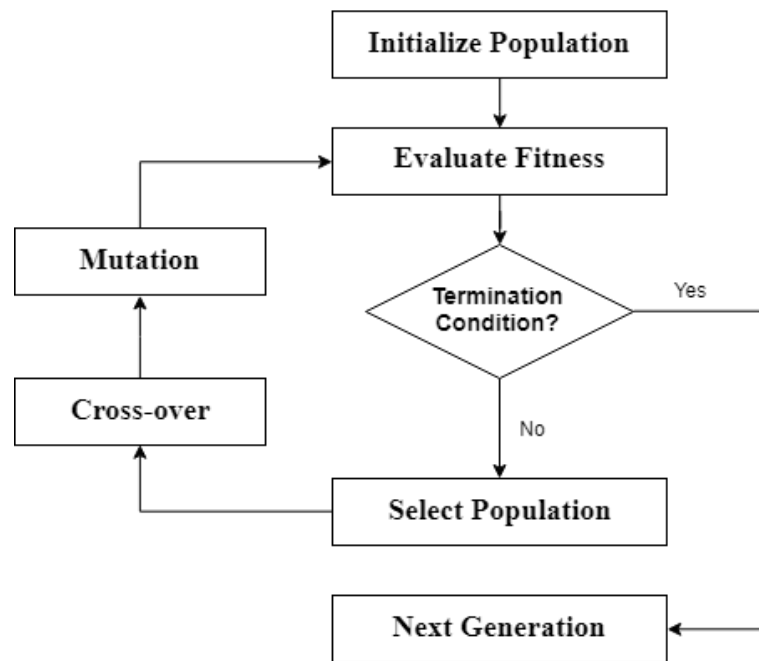 Initialize Population
Evaluate Fitness
Mutation
Termination
Condition?
Yes
Cross-over
No
Select Population
Next Generation